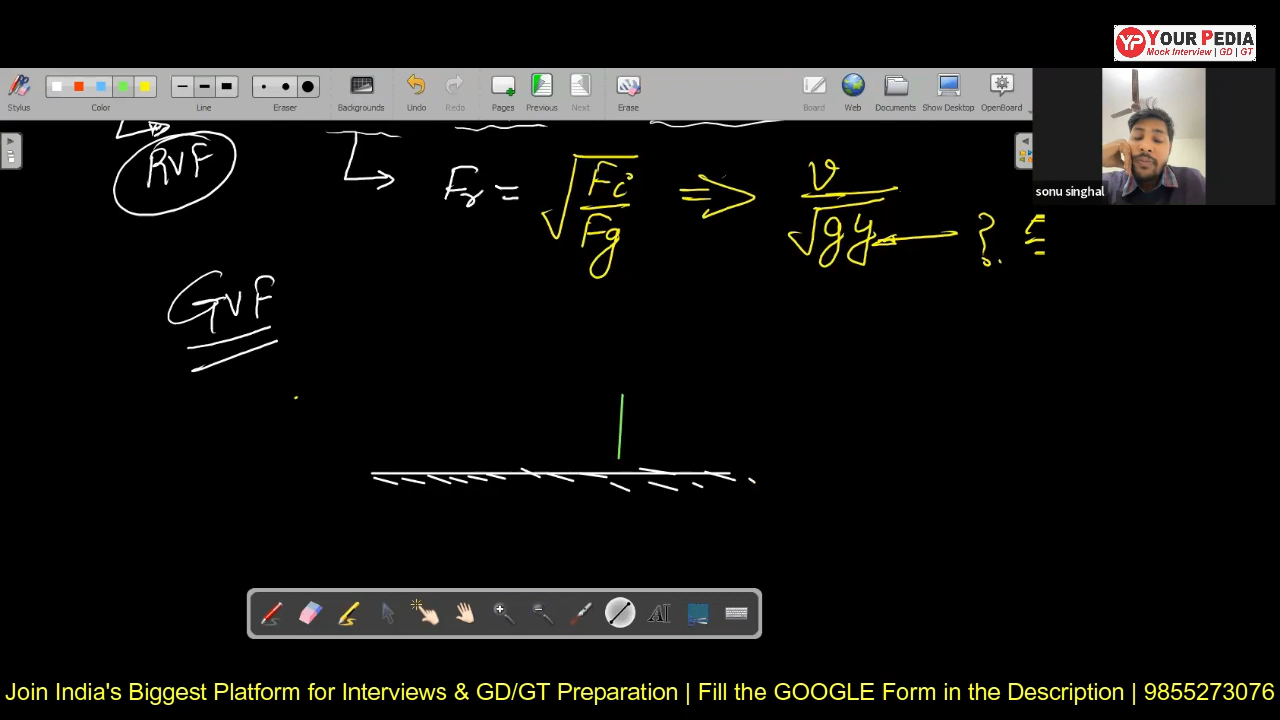 YP YOUR PEDIA
Mock Interview | GD | GT
Stylus Color Line Eraser Backgrounds Undo Redo Pages Previous Next Erase Board Web Documents Show Desktop OpenBoard
sonu singhal
RVF
Fr = √(Fi/Fg) ⇒ v/√gy ← ?
GVF
AI
Join India's Biggest Platform for Interviews & GD/GT Preparation | Fill the GOOGLE Form in the Description | 9855273076